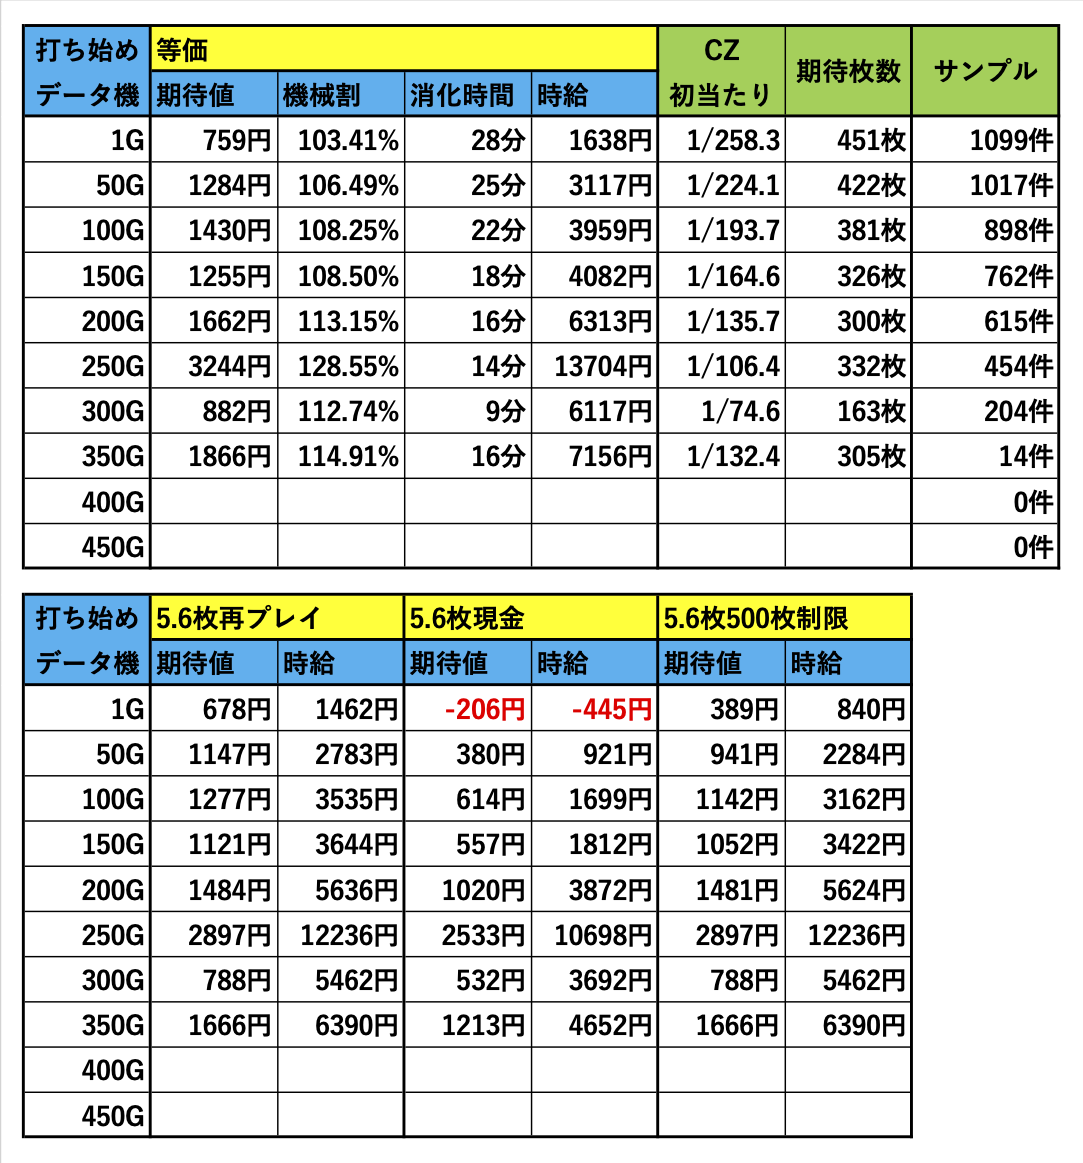 打ち始め 等価 CZ 期待枚数 サンプル
データ機 期待値 機械割 消化時間 時給 初当たり
1G 759円 103.41% 28分 1638円 1/258.3 451枚 1099件
50G 1284円 106.49% 25分 3117円 1/224.1 422枚 1017件
100G 1430円 108.25% 22分 3959円 1/193.7 381枚 898件
150G 1255円 108.50% 18分 4082円 1/164.6 326枚 762件
200G 1662円 113.15% 16分 6313円 1/135.7 300枚 615件
250G 3244円 128.55% 14分 13704円 1/106.4 332枚 454件
300G 882円 112.74% 9分 6117円 1/74.6 163枚 204件
350G 1866円 114.91% 16分 7156円 1/132.4 305枚 14件
400G 0件
450G 0件
打ち始め 5.6枚再プレイ 5.6枚現金 5.6枚500枚制限
データ機 期待値 時給 期待値 時給 期待値 時給
1G 678円 1462円 -206円 -445円 389円 840円
50G 1147円 2783円 380円 921円 941円 2284円
100G 1277円 3535円 614円 1699円 1142円 3162円
150G 1121円 3644円 557円 1812円 1052円 3422円
200G 1484円 5636円 1020円 3872円 1481円 5624円
250G 2897円 12236円 2533円 10698円 2897円 12236円
300G 788円 5462円 532円 3692円 788円 5462円
350G 1666円 6390円 1213円 4652円 1666円 6390円
400G
450G